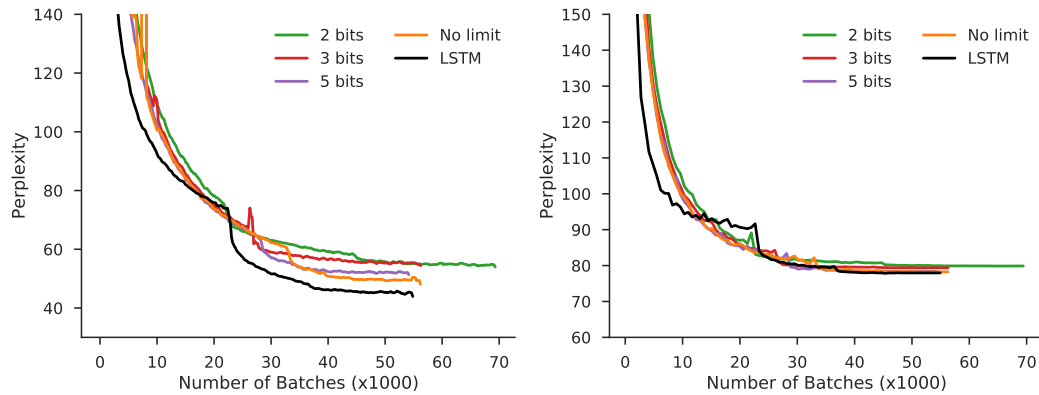 140
120
100
80
60
40
Perplexity
0 10 20 30 40 50 60 70
Number of Batches (x1000)
2 bits
3 bits
5 bits
No limit
LSTM
150
140
130
120
110
100
90
80
70
60
Perplexity
0 10 20 30 40 50 60 70
Number of Batches (x1000)
2 bits
3 bits
5 bits
No limit
LSTM